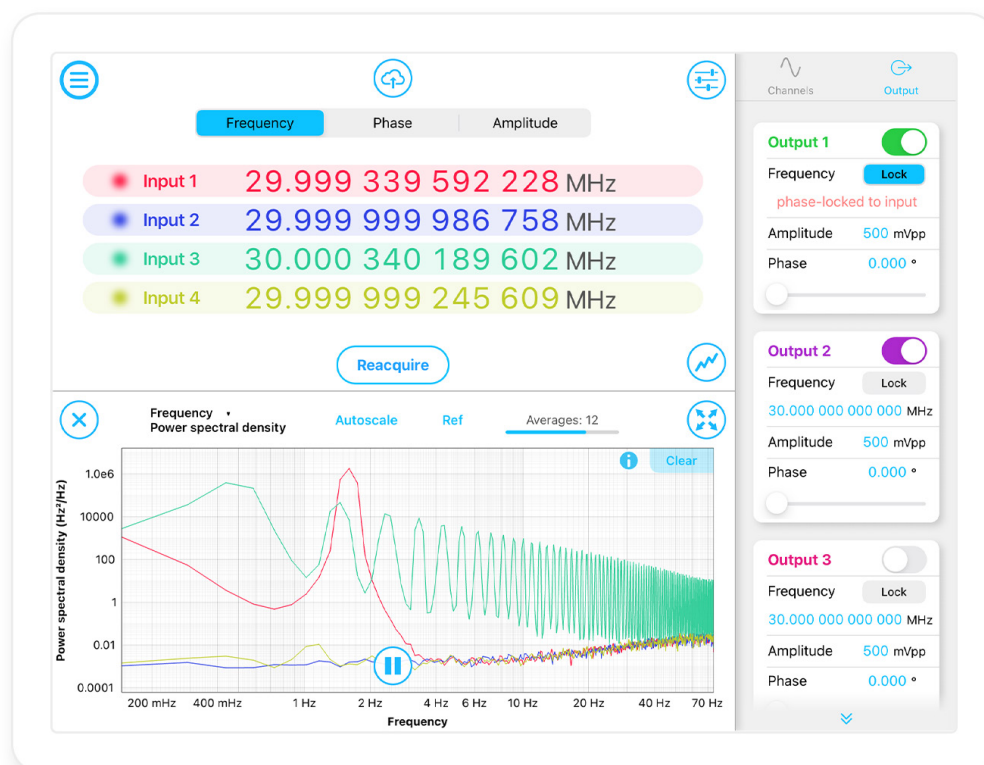 Frequency Phase Amplitude
Input 1 29.999 339 592 228 MHz
Input 2 29.999 999 986 758 MHz
Input 3 30.000 340 189 602 MHz
Input 4 29.999 999 245 609 MHz
Reacquire
Frequency
Power spectral density
Autoscale Ref Averages: 12
Clear
Power spectral density (Hz²/Hz)
1.0e6
10000
100
1
0.01
0.0001
200 mHz 400 mHz 1 Hz 2 Hz 4 Hz 6 Hz 10 Hz 20 Hz 40 Hz 70 Hz
Frequency
Channels Output
Output 1
Frequency Lock
phase-locked to input
Amplitude 500 mVpp
Phase 0.000 °
Output 2
Frequency Lock
30.000 000 000 000 MHz
Amplitude 500 mVpp
Phase 0.000 °
Output 3
Frequency Lock
30.000 000 000 000 MHz
Amplitude 500 mVpp
Phase 0.000 °